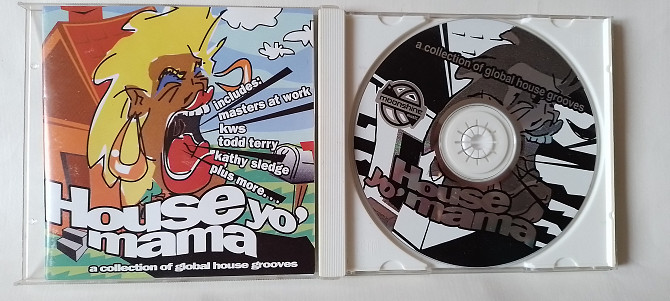 includes:
masters at work
kws
todd terry
kathy sledge
plus more....
House yo'
mama
a collection of global house grooves
a collection of global house grooves
moonshine
House
yo' mama